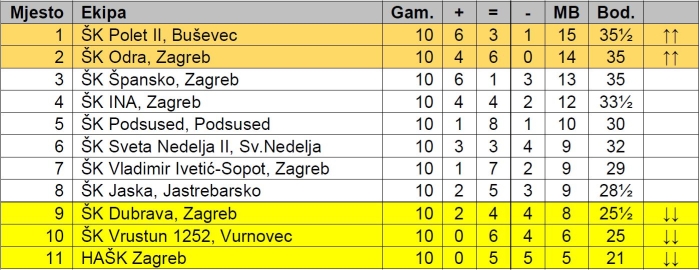 Mjesto Ekipa Gam. + = - MB Bod.
1 ŠK Polet II, Buševec 10 6 3 1 15 35½ ↑↑
2 ŠK Odra, Zagreb 10 4 6 0 14 35 ↑↑
3 ŠK Špansko, Zagreb 10 6 1 3 13 35
4 ŠK INA, Zagreb 10 4 4 2 12 33½
5 ŠK Podsused, Podsused 10 1 8 1 10 30
6 ŠK Sveta Nedelja II, Sv.Nedelja 10 3 3 4 9 32
7 ŠK Vladimir Ivetić-Sopot, Zagreb 10 1 7 2 9 29
8 ŠK Jaska, Jastrebarsko 10 2 5 3 9 28½
9 ŠK Dubrava, Zagreb 10 2 4 4 8 25½ ↓↓
10 ŠK Vrustun 1252, Vurnovec 10 0 6 4 6 25 ↓↓
11 HAŠK Zagreb 10 0 5 5 5 21 ↓↓